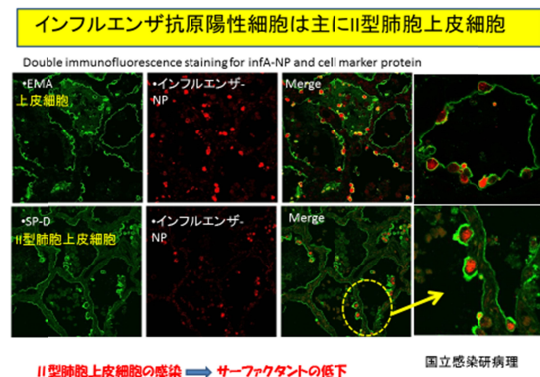 インフルエンザ抗原陽性細胞は主にII型肺胞上皮細胞
Double immunofluorescence staining for infA-NP and cell marker protein
•EMA
上皮細胞
•インフルエンザ-
NP
Merge
•SP-D
II型肺胞上皮細胞
•インフルエンザ-
NP
Merge
II型肺胞上皮細胞の感染 ⇒ サーファクタントの低下
国立感染研病理